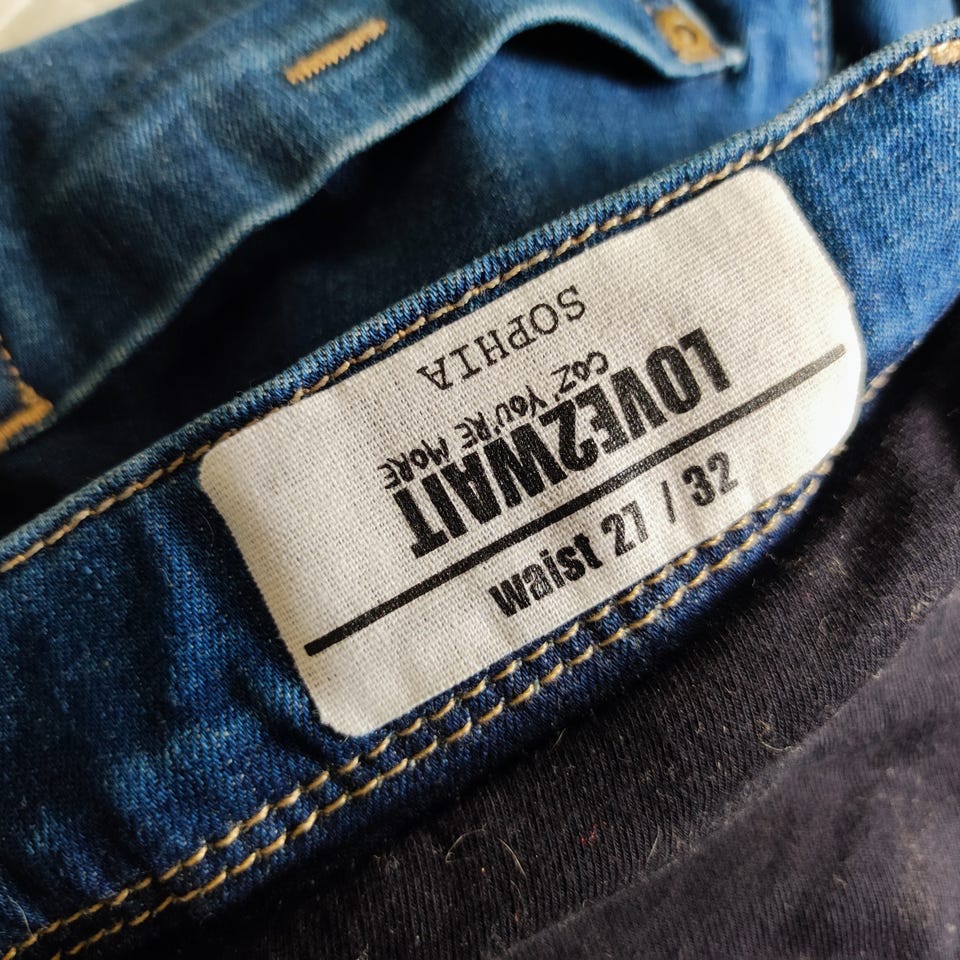 LOVE2WAIT
COZ' YOU'RE MORE
SOPHIA
waist 27 / 32